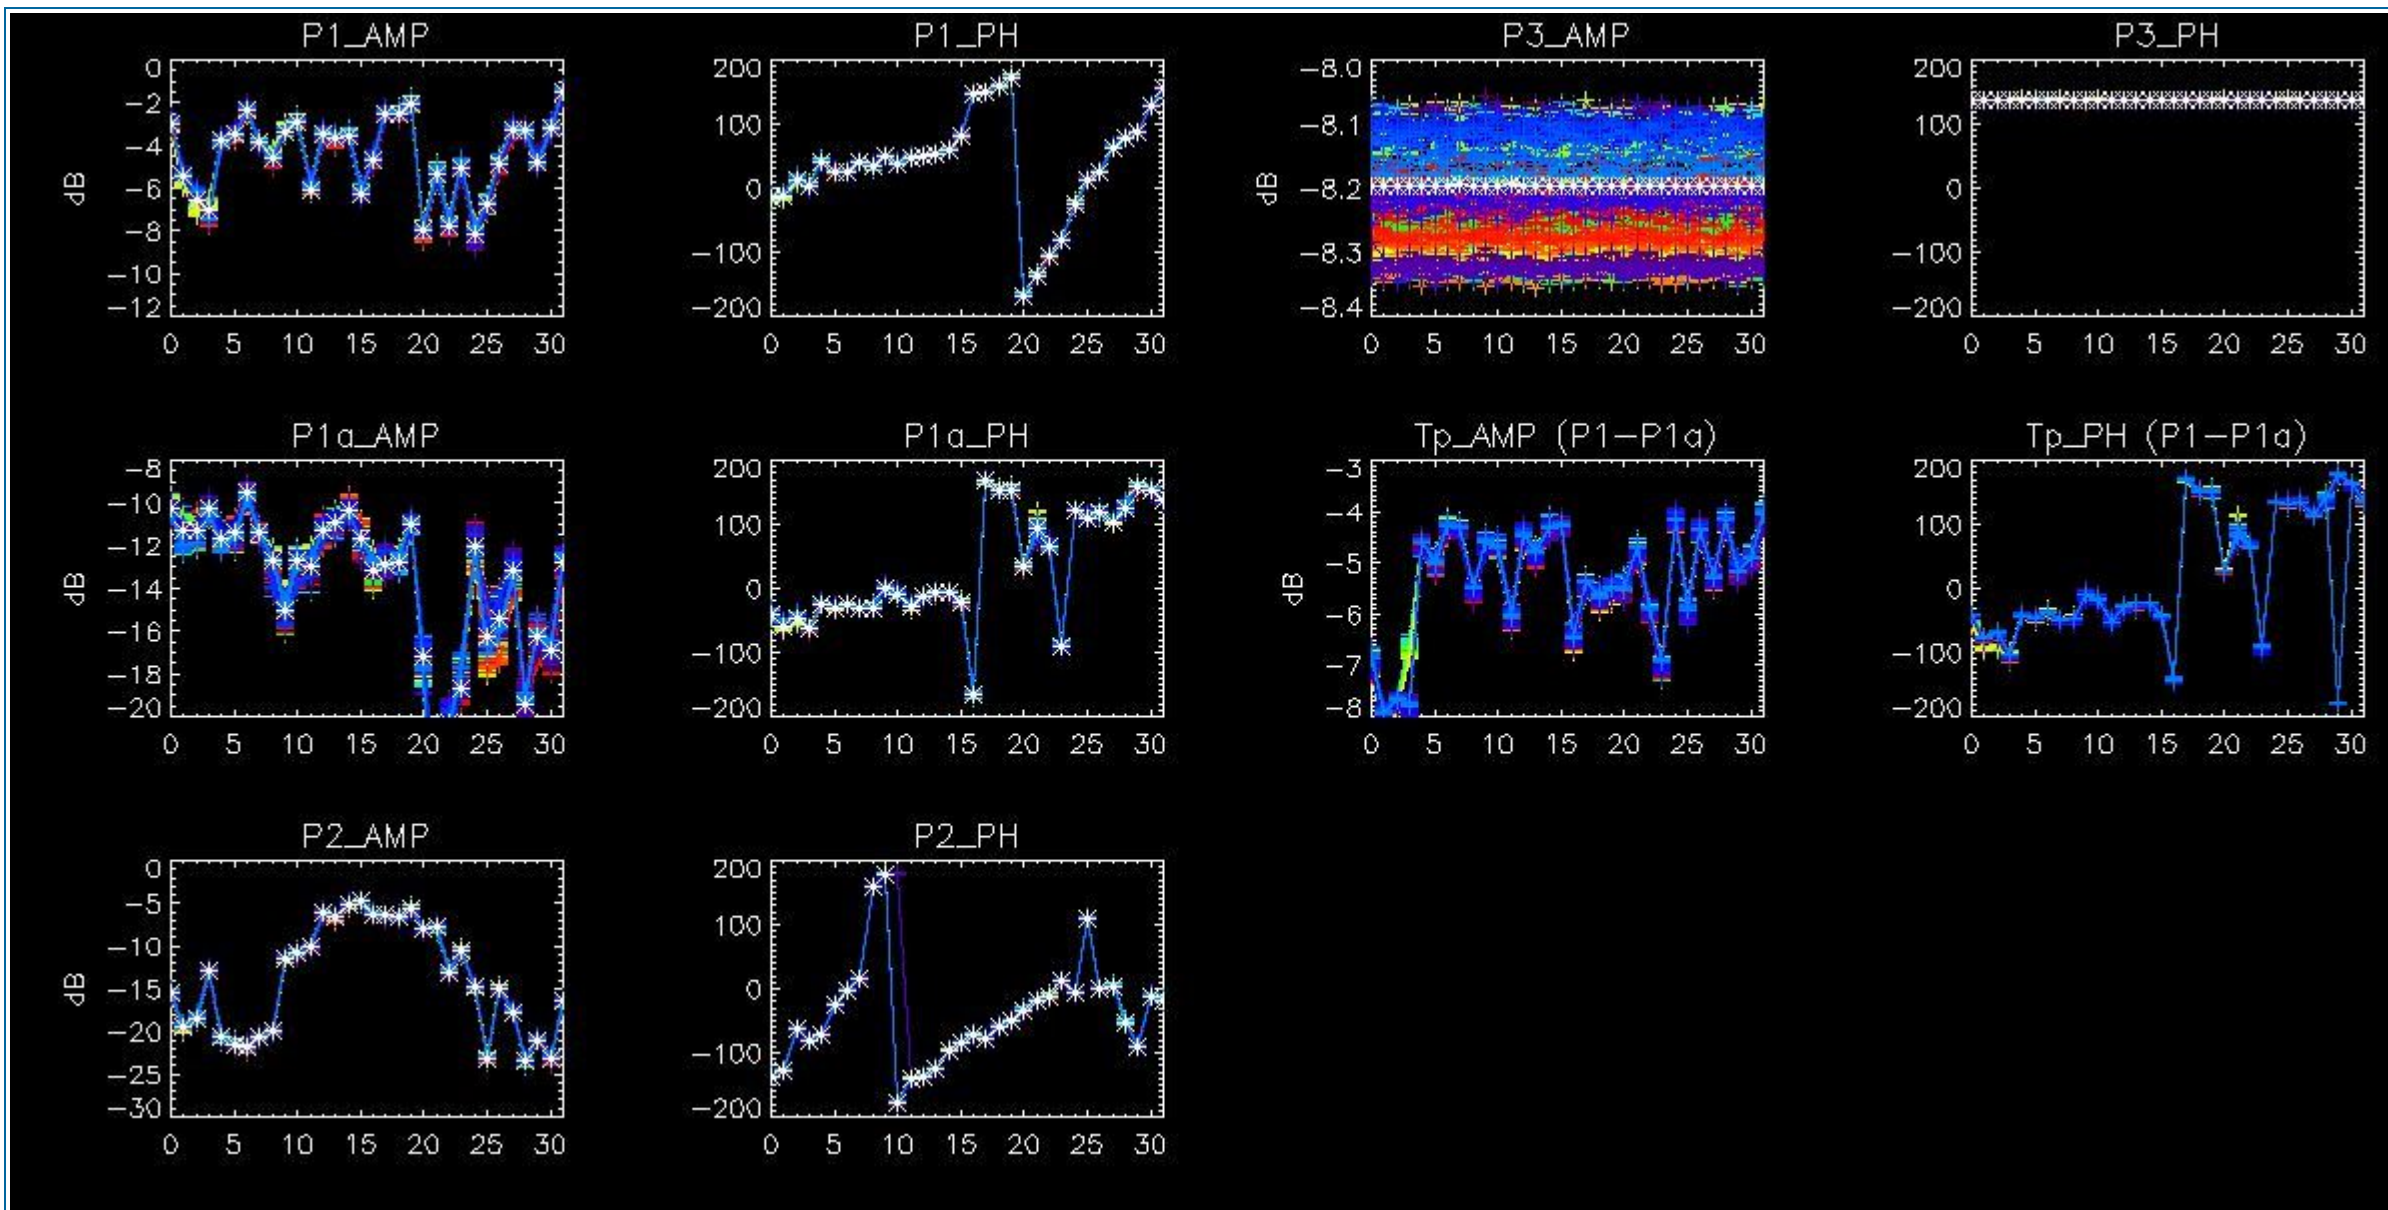 P1_AMP P1_PH P3_AMP P3_PH
0 200 −8.0 200
−2 100 −8.1 100
−4 0 −8.2 0
−6 −100 −8.3 −100
−8 −200 −8.4 −200
−10
−12
dB dB
0 5 10 15 20 25 30 0 5 10 15 20 25 30 0 5 10 15 20 25 30 0 5 10 15 20 25 30
P1a_AMP P1a_PH Tp_AMP (P1−P1a) Tp_PH (P1−P1a)
−8 200 −3 200
−10 100 −4 100
−12 0 −5 0
−14 −100 −6 −100
−16 −200 −7 −200
−18 −8
−20
dB dB
0 5 10 15 20 25 30 0 5 10 15 20 25 30 0 5 10 15 20 25 30 0 5 10 15 20 25 30
P2_AMP P2_PH
0 200
−5 100
−10 0
−15 −100
−20 −200
−25
−30
dB
0 5 10 15 20 25 30 0 5 10 15 20 25 30